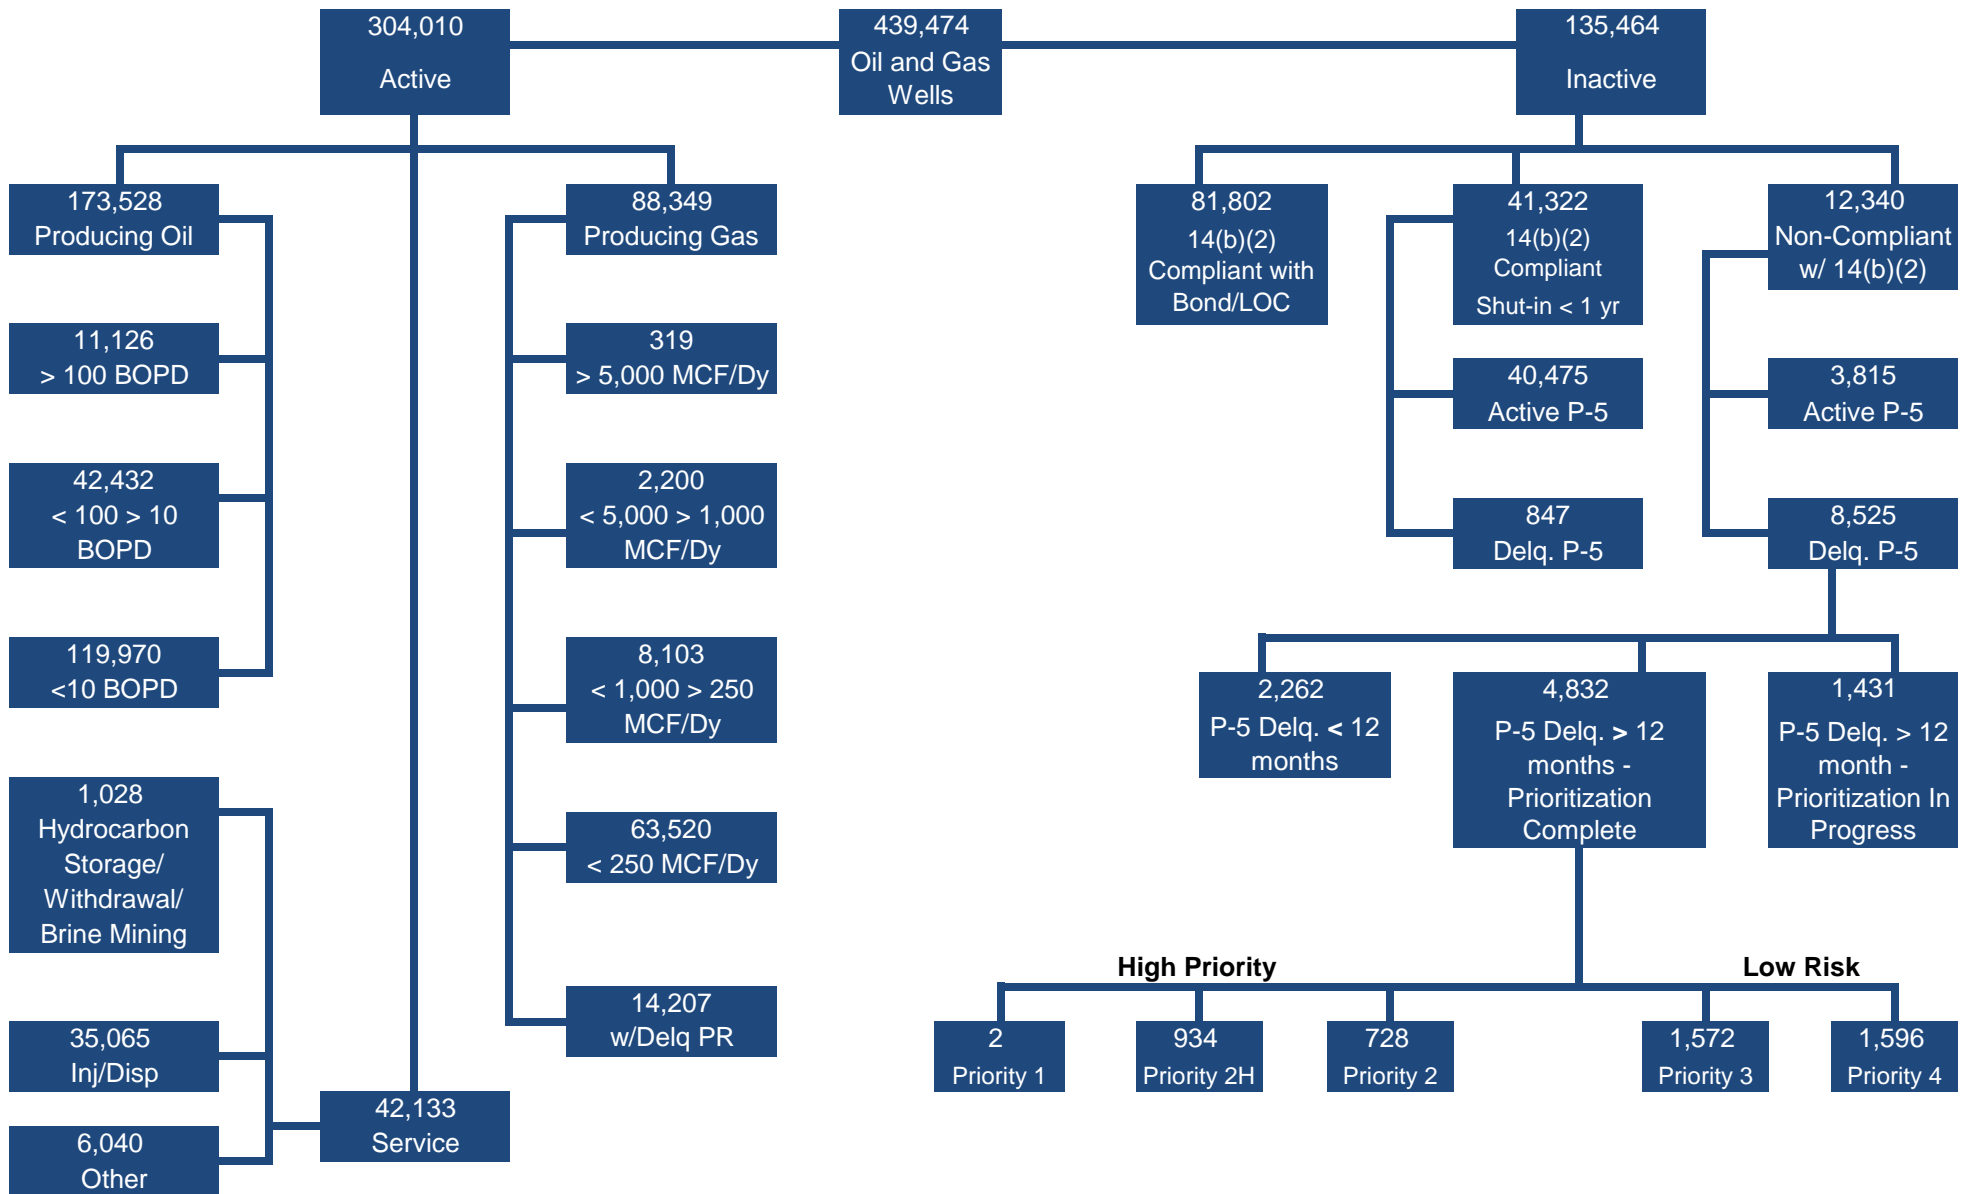 304,010
Active
439,474
Oil and Gas
Wells
135,464
Inactive
173,528
Producing Oil
11,126
> 100 BOPD
42,432
< 100 > 10
BOPD
119,970
<10 BOPD
88,349
Producing Gas
319
> 5,000 MCF/Dy
2,200
< 5,000 > 1,000
MCF/Dy
8,103
< 1,000 > 250
MCF/Dy
63,520
< 250 MCF/Dy
14,207
w/Delq PR
1,028
Hydrocarbon
Storage/
Withdrawal/
Brine Mining
35,065
Inj/Disp
6,040
Other
42,133
Service
81,802
14(b)(2)
Compliant with
Bond/LOC
41,322
14(b)(2)
Compliant
Shut-in < 1 yr
40,475
Active P-5
847
Delq. P-5
12,340
Non-Compliant
w/ 14(b)(2)
3,815
Active P-5
8,525
Delq. P-5
2,262
P-5 Delq. < 12
months
4,832
P-5 Delq. > 12
months -
Prioritization
Complete
1,431
P-5 Delq. > 12
month -
Prioritization In
Progress
High Priority
Low Risk
2
Priority 1
934
Priority 2H
728
Priority 2
1,572
Priority 3
1,596
Priority 4